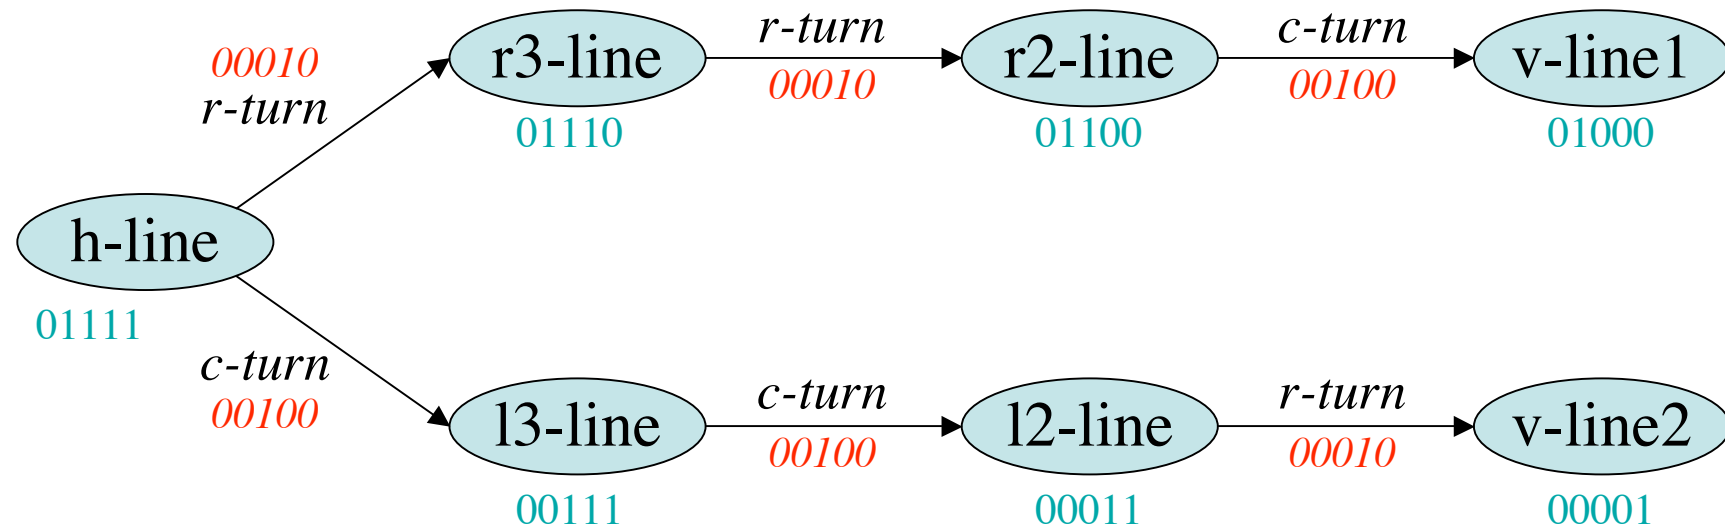 00010
r-turn
r3-line
01110
r-turn
00010
r2-line
01100
c-turn
00100
v-line1
01000
h-line
01111
c-turn
00100
l3-line
00111
c-turn
00100
l2-line
00011
r-turn
00010
v-line2
00001